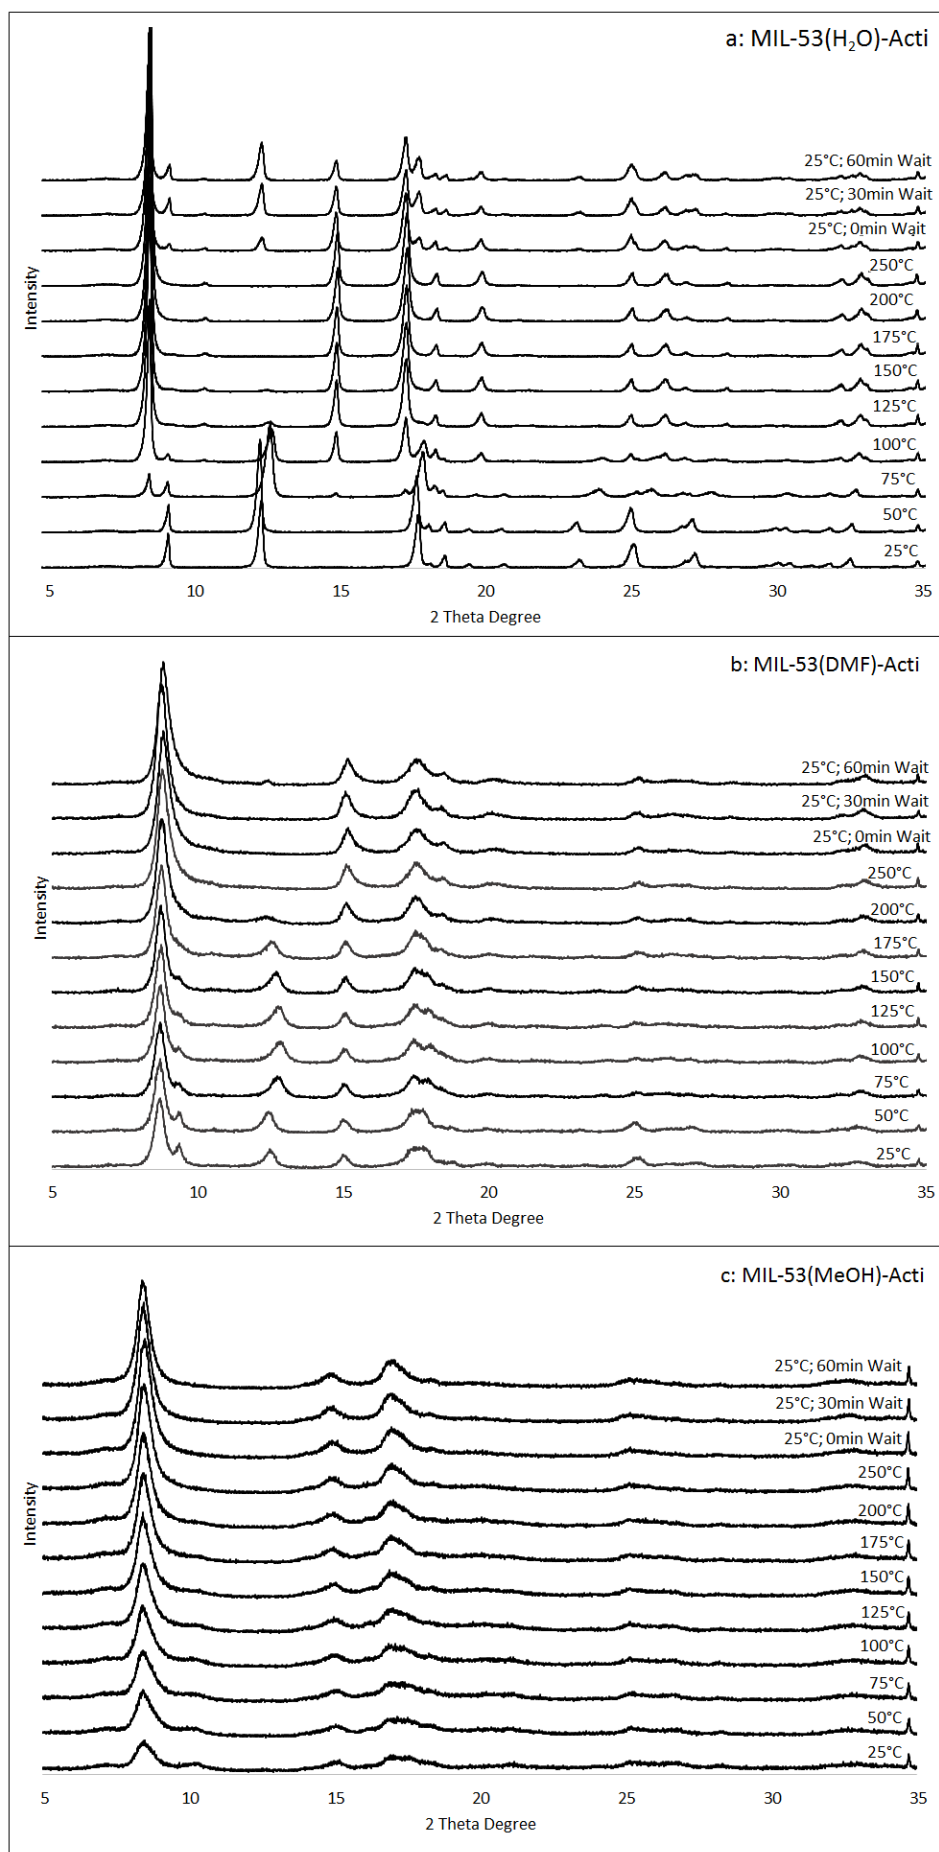 a: MIL-53(H₂O)-Acti
25°C; 60min Wait
25°C; 30min Wait
25°C; 0min Wait
250°C
200°C
175°C
150°C
125°C
100°C
75°C
50°C
25°C
Intensity
5 10 15 20 25 30 35
2 Theta Degree
b: MIL-53(DMF)-Acti
25°C; 60min Wait
25°C; 30min Wait
25°C; 0min Wait
250°C
200°C
175°C
150°C
125°C
100°C
75°C
50°C
25°C
Intensity
5 10 15 20 25 30 35
2 Theta Degree
c: MIL-53(MeOH)-Acti
25°C; 60min Wait
25°C; 30min Wait
25°C; 0min Wait
250°C
200°C
175°C
150°C
125°C
100°C
75°C
50°C
25°C
Intensity
5 10 15 20 25 30 35
2 Theta Degree